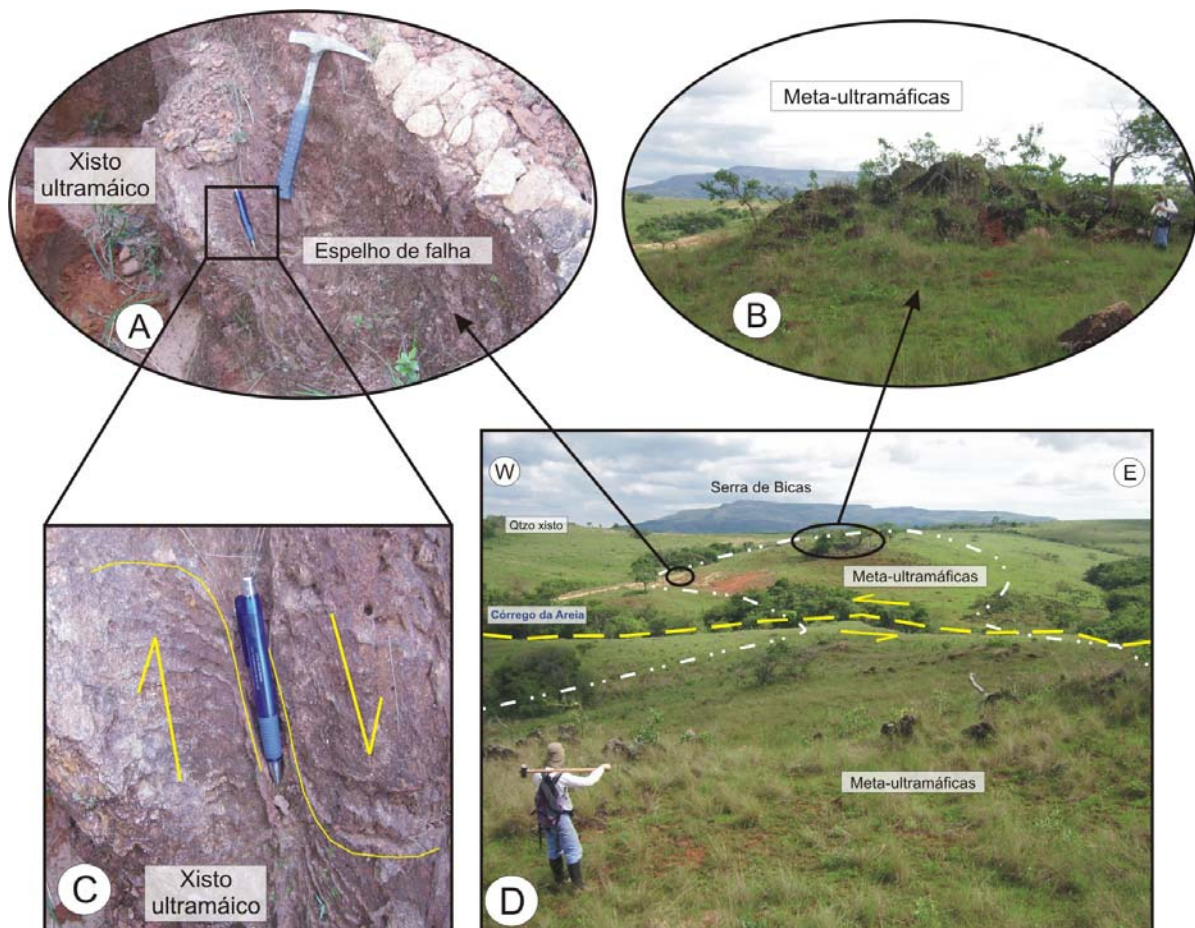 Xisto
ultramáico
Espelho de falha
A
Meta-ultramáficas
B
W
E
Serra de Bicas
Qtzo xisto
Meta-ultramáficas
Córrego da Areia
Meta-ultramáficas
D
Xisto
ultramáico
C